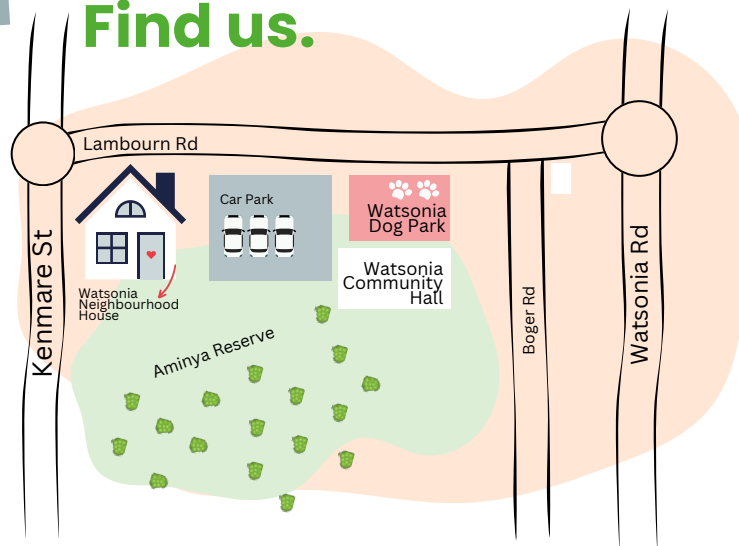 Find us.
Lambourn Rd
Car Park
Watsonia
Dog Park
Watsonia
Community
Hall
Watsonia
Neighbourhood
House
Kenmare St
Aminya Reserve
Boger Rd
Watsonia Rd